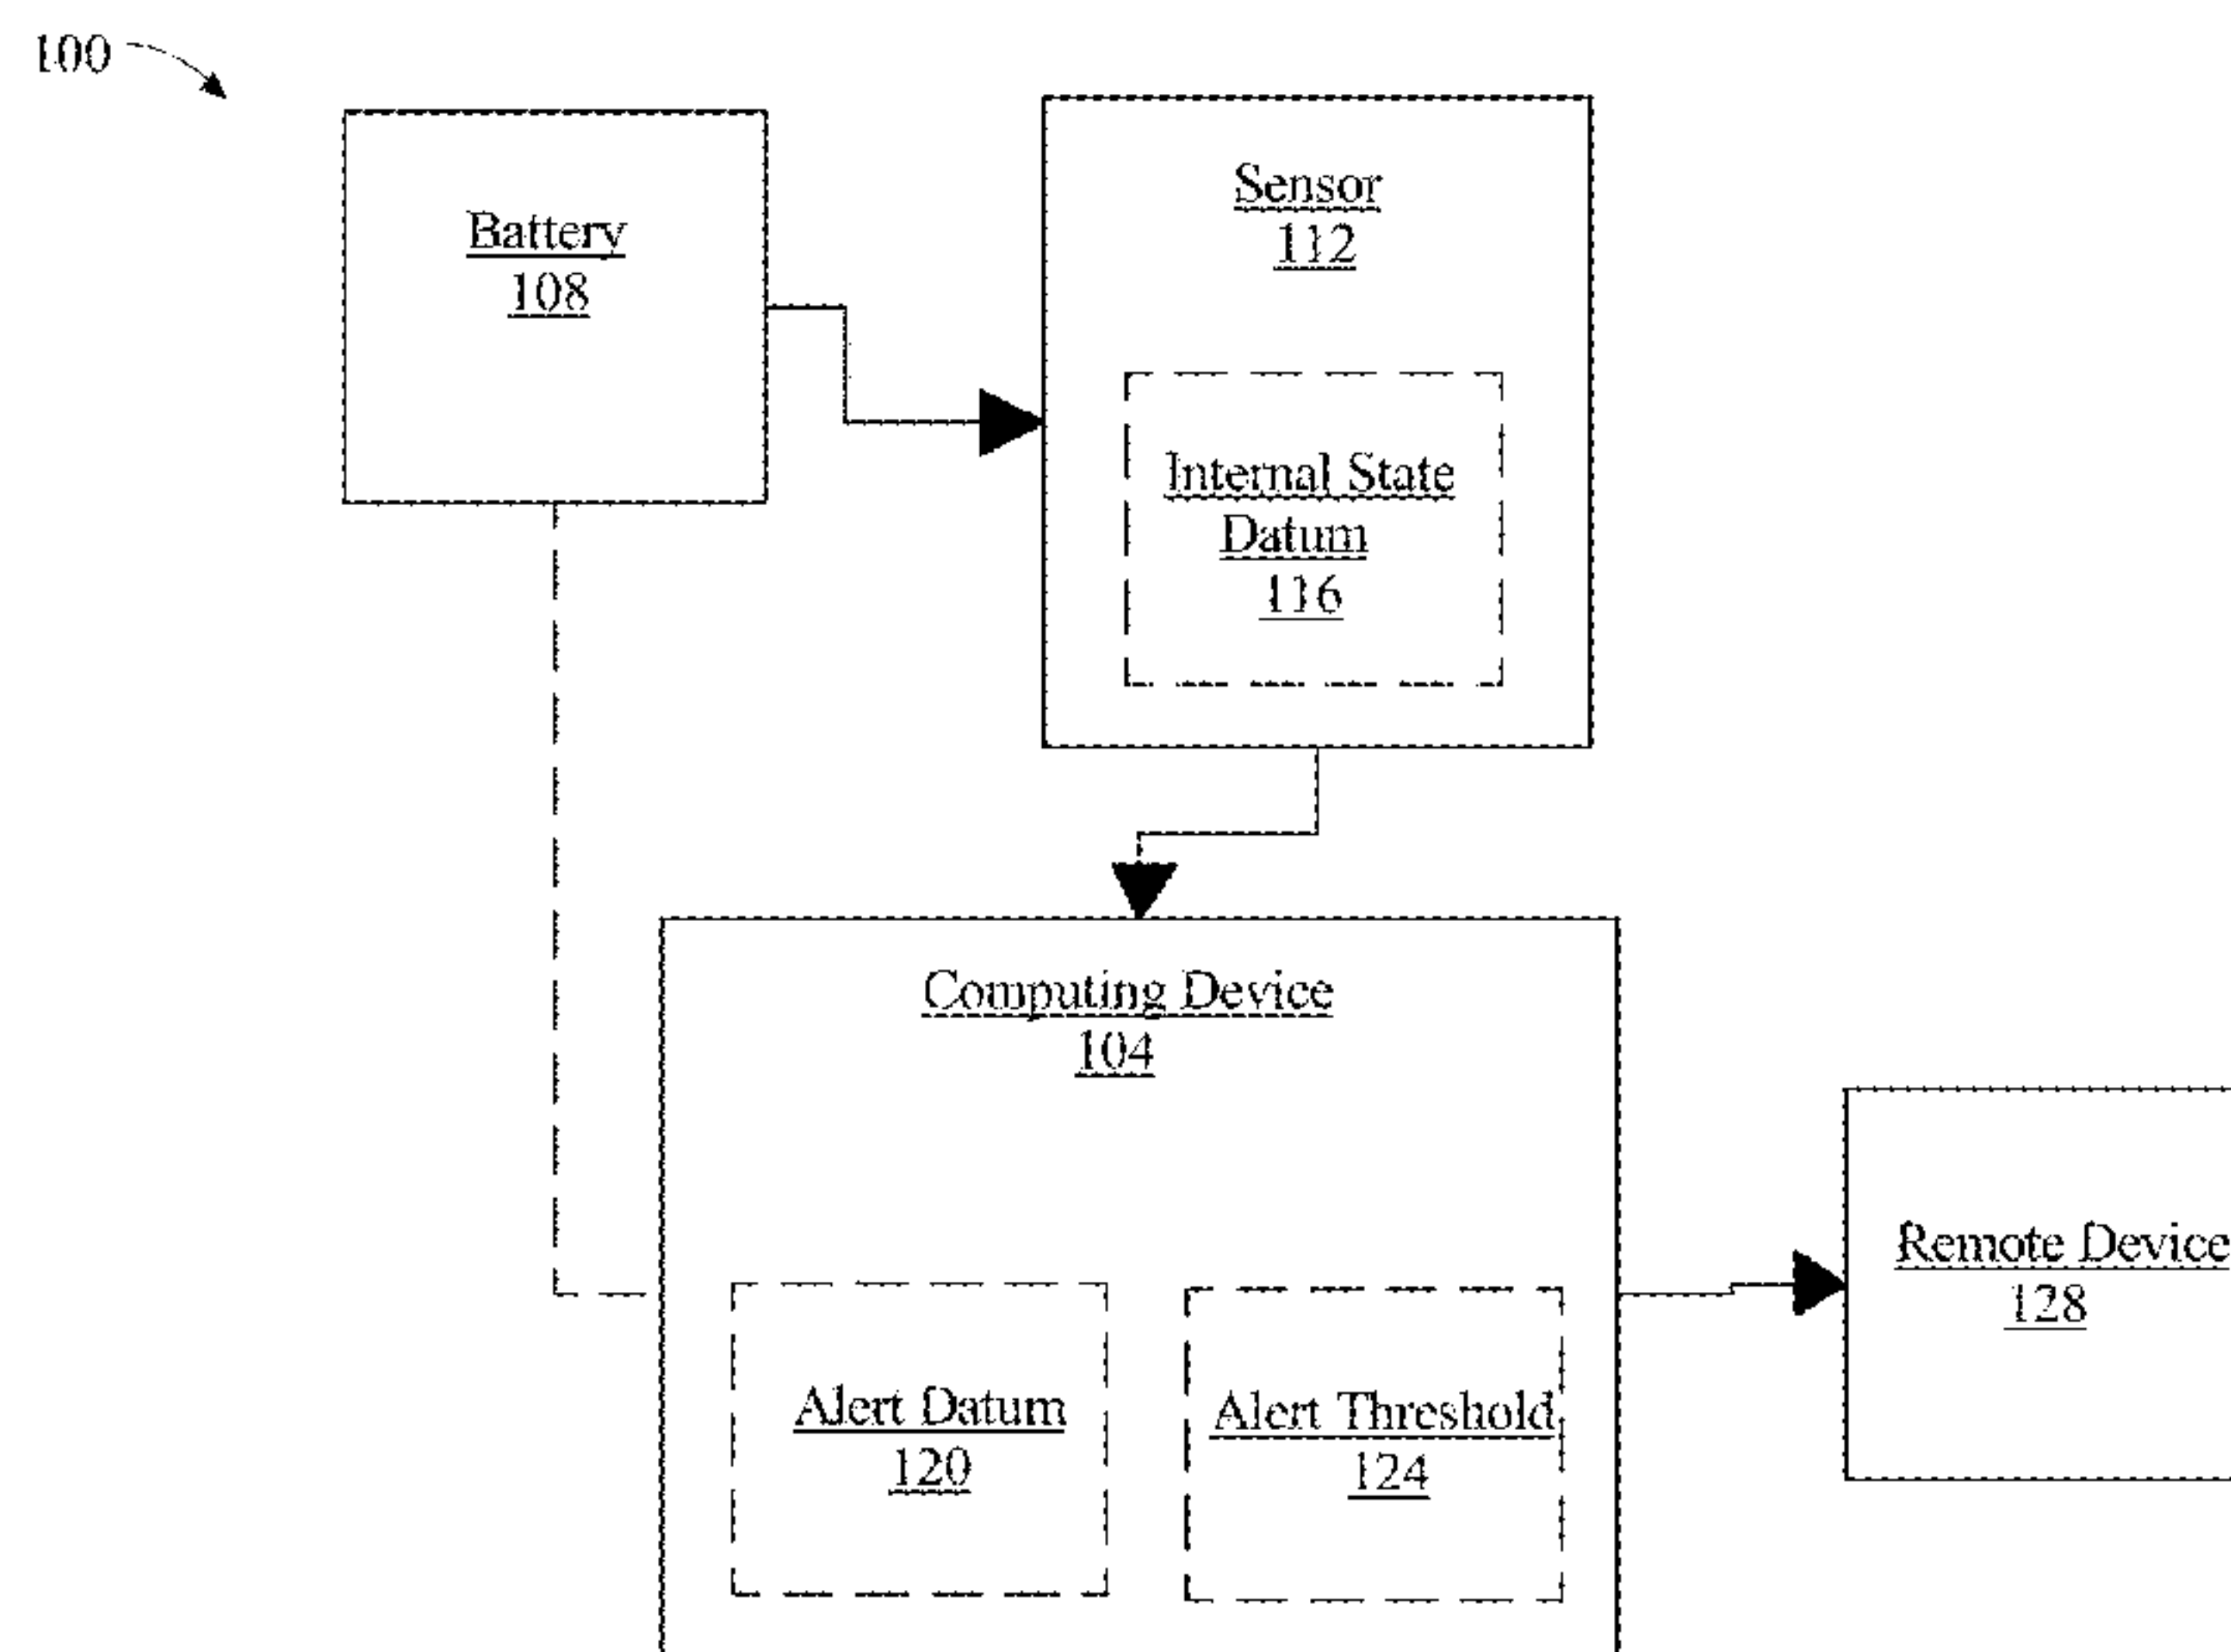 100
Battery
108
Sensor
112
Internal State
Datum
116
Computing Device
104
Alert Datum
120
Alert Threshold
124
Remote Device
128